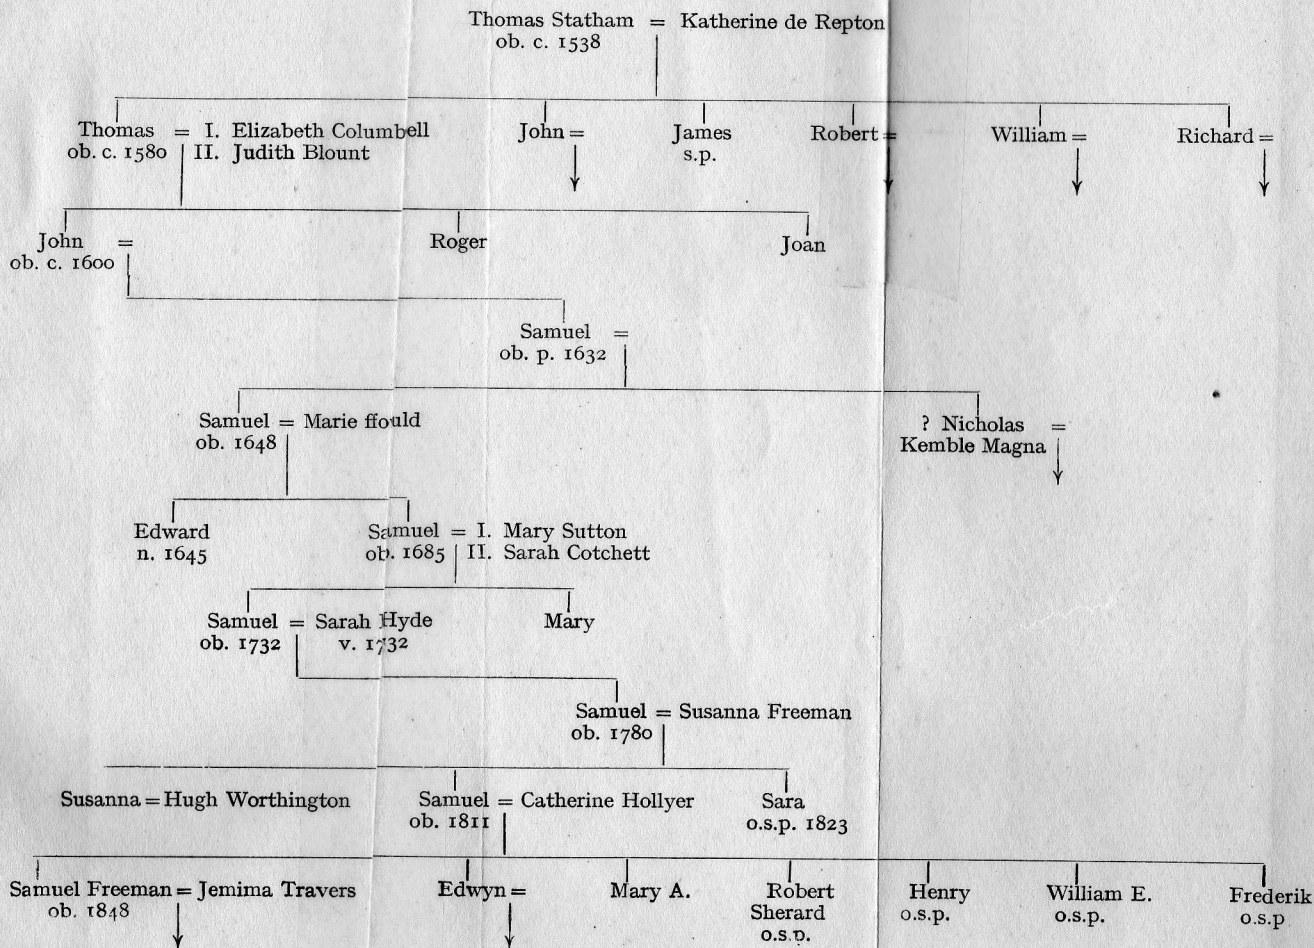 Thomas Statham = Katherine de Repton
ob. c. 1538
Thomas = I. Elizabeth Columbell John = James Robert = William = Richard =
ob. c. 1580 II. Judith Blount s.p.
John = Roger Joan
ob. c. 1600
Samuel =
ob. p. 1632
Samuel = Marie ffould ? Nicholas =
ob. 1648 Kemble Magna
Edward Samuel = I. Mary Sutton
n. 1645 ob. 1685 II. Sarah Cotchett
Samuel = Sarah Hyde Mary
ob. 1732 v. 1732
Samuel = Susanna Freeman
ob. 1780
Susanna = Hugh Worthington Samuel = Catherine Hollyer Sara
ob. 1811 o.s.p. 1823
Samuel Freeman = Jemima Travers Edwyn = Mary A. Robert Henry William E. Frederik
ob. 1848 Sherard o.s.p. o.s.p. o.s.p
o.s.p.